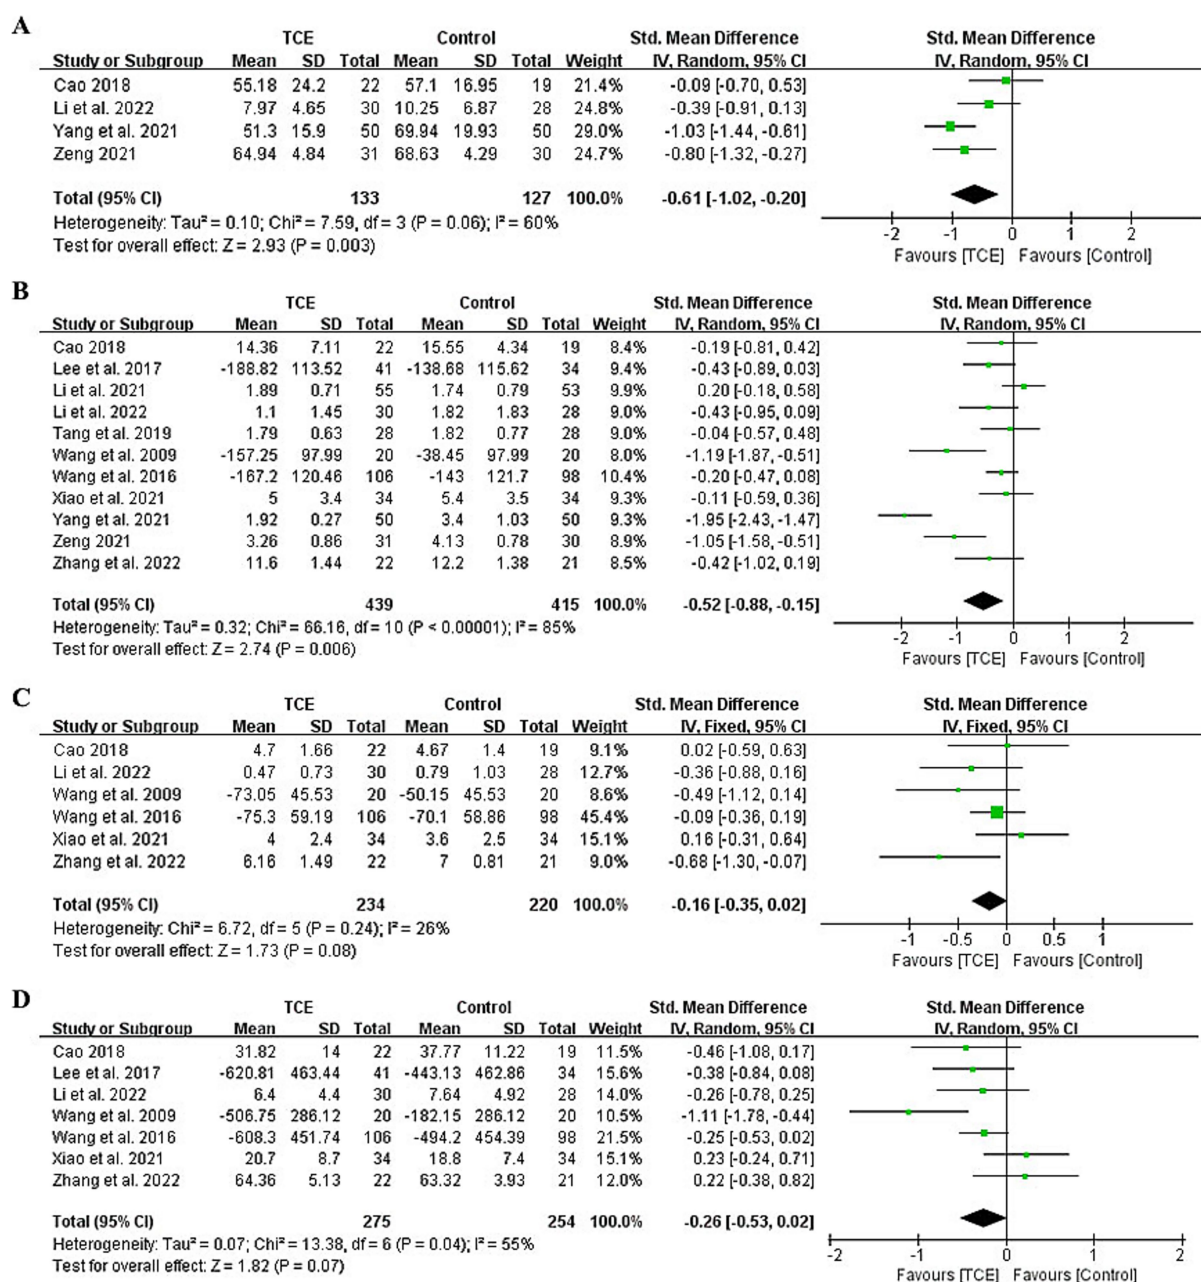 A
TCE Control Std. Mean Difference Std. Mean Difference
Study or Subgroup Mean SD Total Mean SD Total Weight IV, Random, 95% CI IV, Random, 95% CI
Cao 2018 55.18 24.2 22 57.1 16.95 19 21.4% -0.09 [-0.70, 0.53]
Li et al. 2022 7.97 4.65 30 10.25 6.87 28 24.8% -0.39 [-0.91, 0.13]
Yang et al. 2021 51.3 15.9 50 69.94 19.93 50 29.0% -1.03 [-1.44, -0.61]
Zeng 2021 64.94 4.84 31 68.63 4.29 30 24.7% -0.80 [-1.32, -0.27]
Total (95% CI) 133 127 100.0% -0.61 [-1.02, -0.20]
Heterogeneity: Tau² = 0.10; Chi² = 7.59, df = 3 (P = 0.06); I² = 60%
Test for overall effect: Z = 2.93 (P = 0.003)
-2 -1 0 1 2
Favours [TCE] Favours [Control]
B
TCE Control Std. Mean Difference Std. Mean Difference
Study or Subgroup Mean SD Total Mean SD Total Weight IV, Random, 95% CI IV, Random, 95% CI
Cao 2018 14.36 7.11 22 15.55 4.34 19 8.4% -0.19 [-0.81, 0.42]
Lee et al. 2017 -188.82 113.52 41 -138.68 115.62 34 9.4% -0.43 [-0.89, 0.03]
Li et al. 2021 1.89 0.71 55 1.74 0.79 53 9.9% 0.20 [-0.18, 0.58]
Li et al. 2022 1.1 1.45 30 1.82 1.83 28 9.0% -0.43 [-0.95, 0.09]
Tang et al. 2019 1.79 0.63 28 1.82 0.77 28 9.0% -0.04 [-0.57, 0.48]
Wang et al. 2009 -157.25 97.99 20 -38.45 97.99 20 8.0% -1.19 [-1.87, -0.51]
Wang et al. 2016 -167.2 120.46 106 -143 121.7 98 10.4% -0.20 [-0.47, 0.08]
Xiao et al. 2021 5 3.4 34 5.4 3.5 34 9.3% -0.11 [-0.59, 0.36]
Yang et al. 2021 1.92 0.27 50 3.4 1.03 50 9.3% -1.95 [-2.43, -1.47]
Zeng 2021 3.26 0.86 31 4.13 0.78 30 8.9% -1.05 [-1.58, -0.51]
Zhang et al. 2022 11.6 1.44 22 12.2 1.38 21 8.5% -0.42 [-1.02, 0.19]
Total (95% CI) 439 415 100.0% -0.52 [-0.88, -0.15]
Heterogeneity: Tau² = 0.32; Chi² = 66.16, df = 10 (P < 0.00001); I² = 85%
Test for overall effect: Z = 2.74 (P = 0.006)
-2 -1 0 1 2
Favours [TCE] Favours [Control]
C
TCE Control Std. Mean Difference Std. Mean Difference
Study or Subgroup Mean SD Total Mean SD Total Weight IV, Fixed, 95% CI IV, Fixed, 95% CI
Cao 2018 4.7 1.66 22 4.67 1.4 19 9.1% 0.02 [-0.59, 0.63]
Li et al. 2022 0.47 0.73 30 0.79 1.03 28 12.7% -0.36 [-0.88, 0.16]
Wang et al. 2009 -73.05 45.53 20 -50.15 45.53 20 8.6% -0.49 [-1.12, 0.14]
Wang et al. 2016 -75.3 59.19 106 -70.1 58.86 98 45.4% -0.09 [-0.36, 0.19]
Xiao et al. 2021 4 2.4 34 3.6 2.5 34 15.1% 0.16 [-0.31, 0.64]
Zhang et al. 2022 6.16 1.49 22 7 0.81 21 9.0% -0.68 [-1.30, -0.07]
Total (95% CI) 234 220 100.0% -0.16 [-0.35, 0.02]
Heterogeneity: Chi² = 6.72, df = 5 (P = 0.24); I² = 26%
Test for overall effect: Z = 1.73 (P = 0.08)
-1 -0.5 0 0.5 1
Favours [TCE] Favours [Control]
D
TCE Control Std. Mean Difference Std. Mean Difference
Study or Subgroup Mean SD Total Mean SD Total Weight IV, Random, 95% CI IV, Random, 95% CI
Cao 2018 31.82 14 22 37.77 11.22 19 11.5% -0.46 [-1.08, 0.17]
Lee et al. 2017 -620.81 463.44 41 -443.13 462.86 34 15.6% -0.38 [-0.84, 0.08]
Li et al. 2022 6.4 4.4 30 7.64 4.92 28 14.0% -0.26 [-0.78, 0.25]
Wang et al. 2009 -506.75 286.12 20 -182.15 286.12 20 10.5% -1.11 [-1.78, -0.44]
Wang et al. 2016 -608.3 451.74 106 -494.2 454.39 98 21.5% -0.25 [-0.53, 0.02]
Xiao et al. 2021 20.7 8.7 34 18.8 7.4 34 15.1% 0.23 [-0.24, 0.71]
Zhang et al. 2022 64.36 5.13 22 63.32 3.93 21 12.0% 0.22 [-0.38, 0.82]
Total (95% CI) 275 254 100.0% -0.26 [-0.53, 0.02]
Heterogeneity: Tau² = 0.07; Chi² = 13.38, df = 6 (P = 0.04); I² = 55%
Test for overall effect: Z = 1.82 (P = 0.07)
-2 -1 0 1 2
Favours [TCE] Favours [Control]